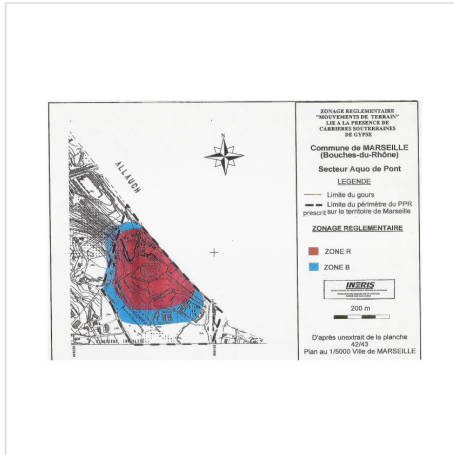 ZONAGE REGLEMENTAIRE
"MOUVEMENTS DE TERRAIN"
LIE A LA PRESENCE DE
CARRIERES SOUTERRAINES
DE GYPSE
Commune de MARSEILLE
(Bouches-du-Rhône)
Secteur Aquo de Pont
LEGENDE
Limite du gours
Limite du périmètre du PPR
prescrit sur le territoire de Marseille
ZONAGE REGLEMENTAIRE
ZONE R
ZONE B
INERIS
200 m
D'après unextrait de la planche
42/43
Plan au 1/5000 Ville de MARSEILLE
N
ALLAUCH